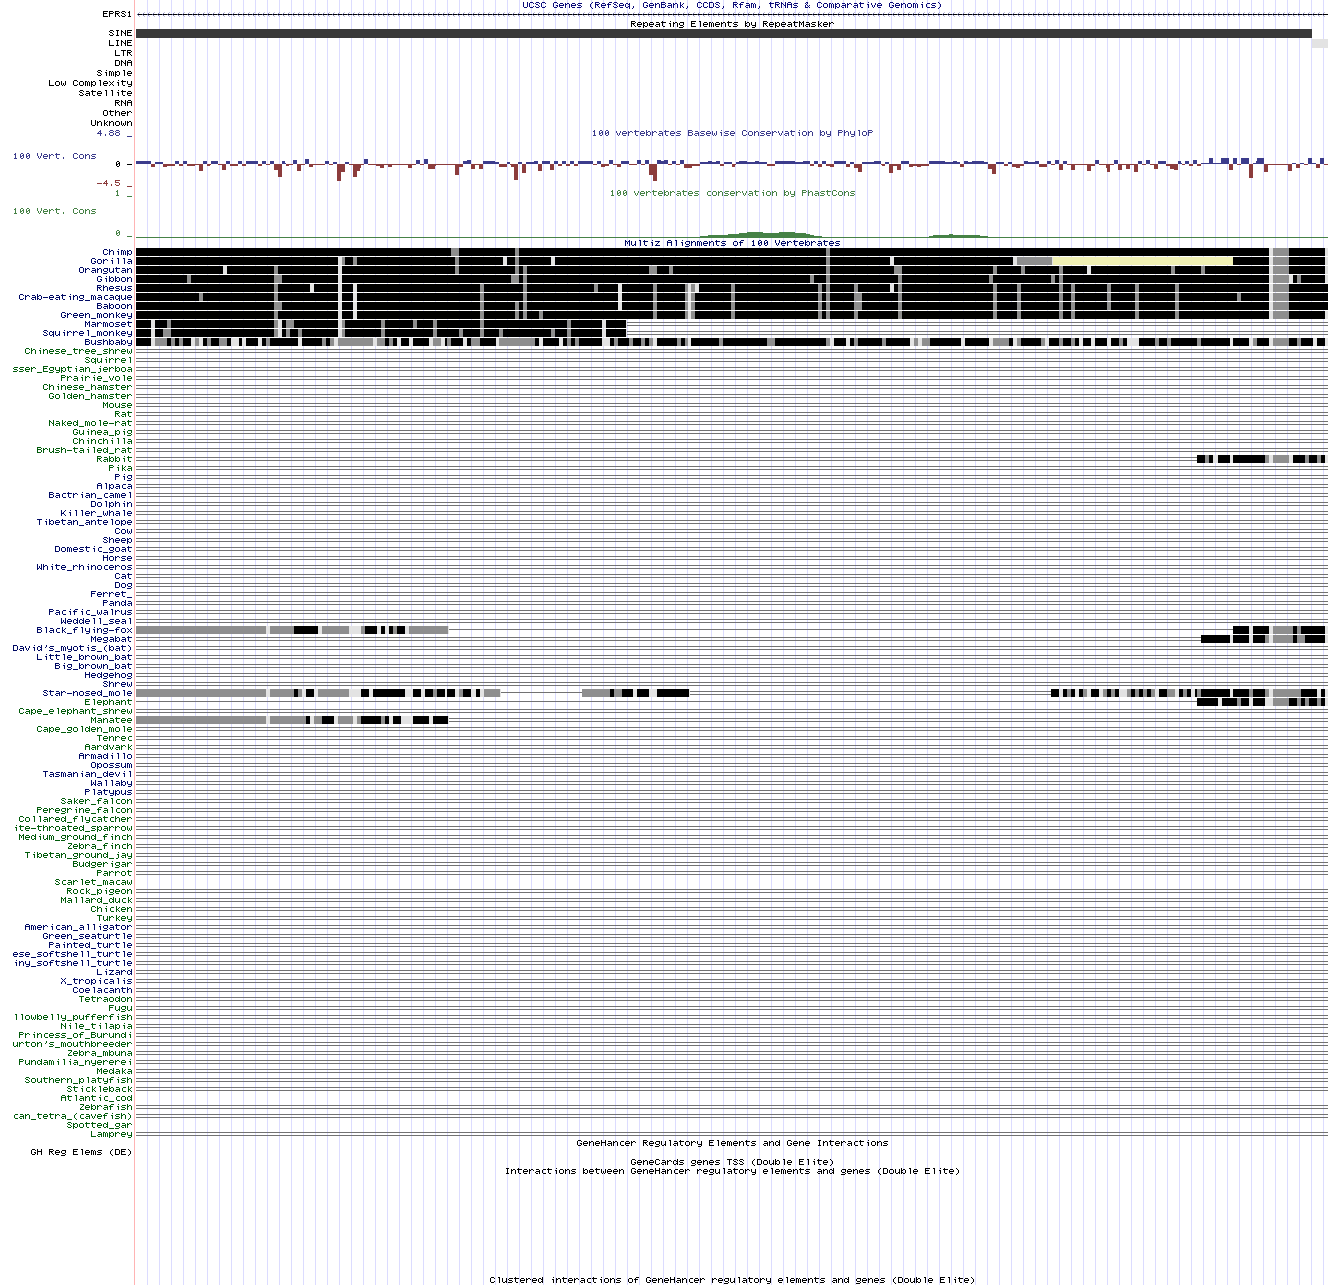 UCSC Genes (RefSeq, GenBank, CCDS, Rfam, tRNAs & Comparative Genomics)
EPRS1
Repeating Elements by RepeatMasker
SINE
LINE
LTR
DNA
Simple
Low Complexity
Satellite
RNA
Other
Unknown
4.88 _
100 vertebrates Basewise Conservation by PhyloP
100 Vert. Cons
0 _
-4.5 _
100 vertebrates conservation by PhastCons
1 _
100 Vert. Cons
0 _
Multiz Alignments of 100 Vertebrates
Chimp
Gorilla
Orangutan
Gibbon
Rhesus
Crab-eating_macaque
Baboon
Green_monkey
Marmoset
Squirrel_monkey
Bushbaby
Chinese_tree_shrew
Squirrel
sser_Egyptian_jerboa
Prairie_vole
Chinese_hamster
Golden_hamster
Mouse
Rat
Naked_mole-rat
Guinea_pig
Chinchilla
Brush-tailed_rat
Rabbit
Pika
Pig
Alpaca
Bactrian_camel
Dolphin
Killer_whale
Tibetan_antelope
Cow
Sheep
Domestic_goat
Horse
White_rhinoceros
Cat
Dog
Ferret_
Panda
Pacific_walrus
Weddell_seal
Black_flying-fox
Megabat
David's_myotis_(bat)
Little_brown_bat
Big_brown_bat
Hedgehog
Shrew
Star-nosed_mole
Elephant
Cape_elephant_shrew
Manatee
Cape_golden_mole
Tenrec
Aardvark
Armadillo
Opossum
Tasmanian_devil
Wallaby
Platypus
Saker_falcon
Peregrine_falcon
Collared_flycatcher
ite-throated_sparrow
Medium_ground_finch
Zebra_finch
Tibetan_ground_jay
Budgerigar
Parrot
Scarlet_macaw
Rock_pigeon
Mallard_duck
Chicken
Turkey
American_alligator
Green_seaturtle
Painted_turtle
ese_softshell_turtle
iny_softshell_turtle
Lizard
X_tropicalis
Coelacanth
Tetraodon
Fugu
llowbelly_pufferfish
Nile_tilapia
Princess_of_Burundi
urton's_mouthbreeder
Zebra_mbuna
Pundamilia_nyererei
Medaka
Southern_platyfish
Stickleback
Atlantic_cod
Zebrafish
can_tetra_(cavefish)
Spotted_gar
Lamprey
GeneHancer Regulatory Elements and Gene Interactions
GH Reg Elems (DE)
GeneCards genes TSS (Double Elite)
Interactions between GeneHancer regulatory elements and genes (Double Elite)
Clustered interactions of GeneHancer regulatory elements and genes (Double Elite)